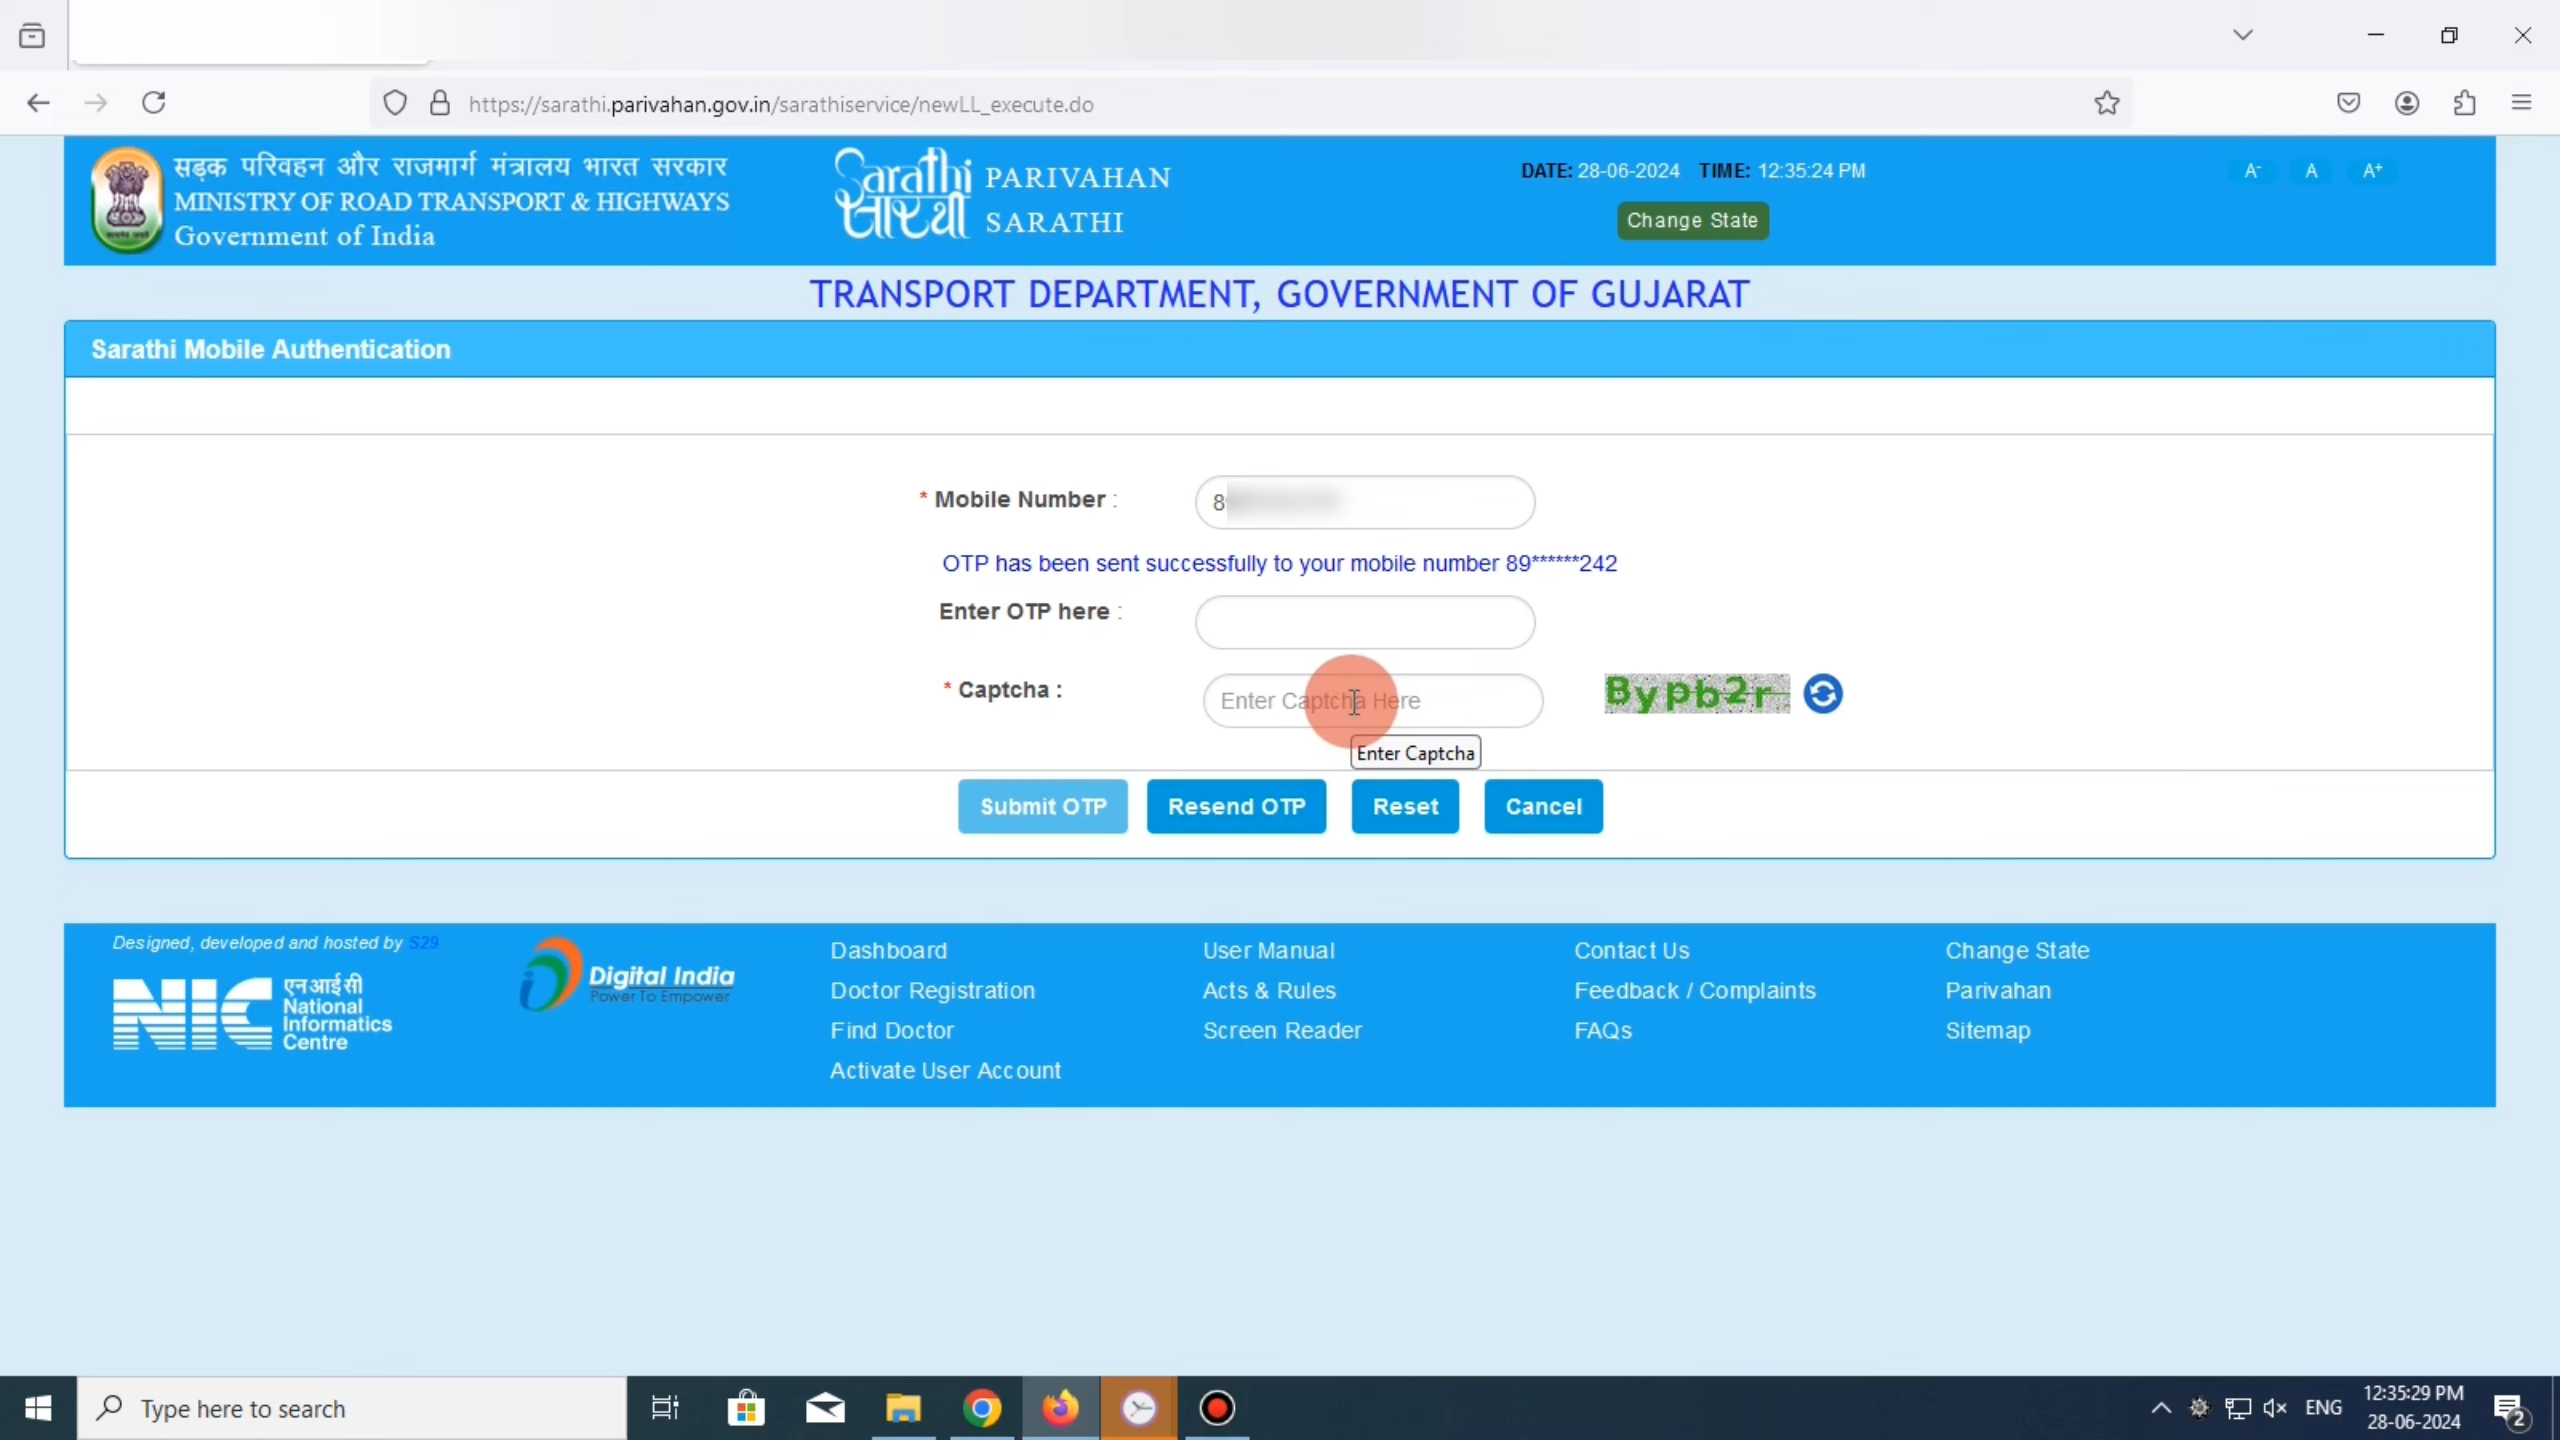 https://sarathi.parivahan.gov.in/sarathiservice/newLL_execute.do
सड़क परिवहन और राजमार्ग मंत्रालय भारत सरकार
MINISTRY OF ROAD TRANSPORT & HIGHWAYS
Government of India
Sarathi
सारथी
PARIVAHAN
SARATHI
DATE: 28-06-2024 TIME: 12:35:24 PM
Change State
A- A A+
TRANSPORT DEPARTMENT, GOVERNMENT OF GUJARAT
Sarathi Mobile Authentication
* Mobile Number : 8
OTP has been sent successfully to your mobile number 89******242
Enter OTP here :
* Captcha : Enter Captcha Here Bypb2r
Enter Captcha
Submit OTP Resend OTP Reset Cancel
Designed, developed and hosted by S29
NIC
एनआईसी
National
Informatics
Centre
Digital India
Power To Empower
Dashboard
Doctor Registration
Find Doctor
Activate User Account
User Manual
Acts & Rules
Screen Reader
Contact Us
Feedback / Complaints
FAQs
Change State
Parivahan
Sitemap
Type here to search
ENG
12:35:29 PM
28-06-2024
2